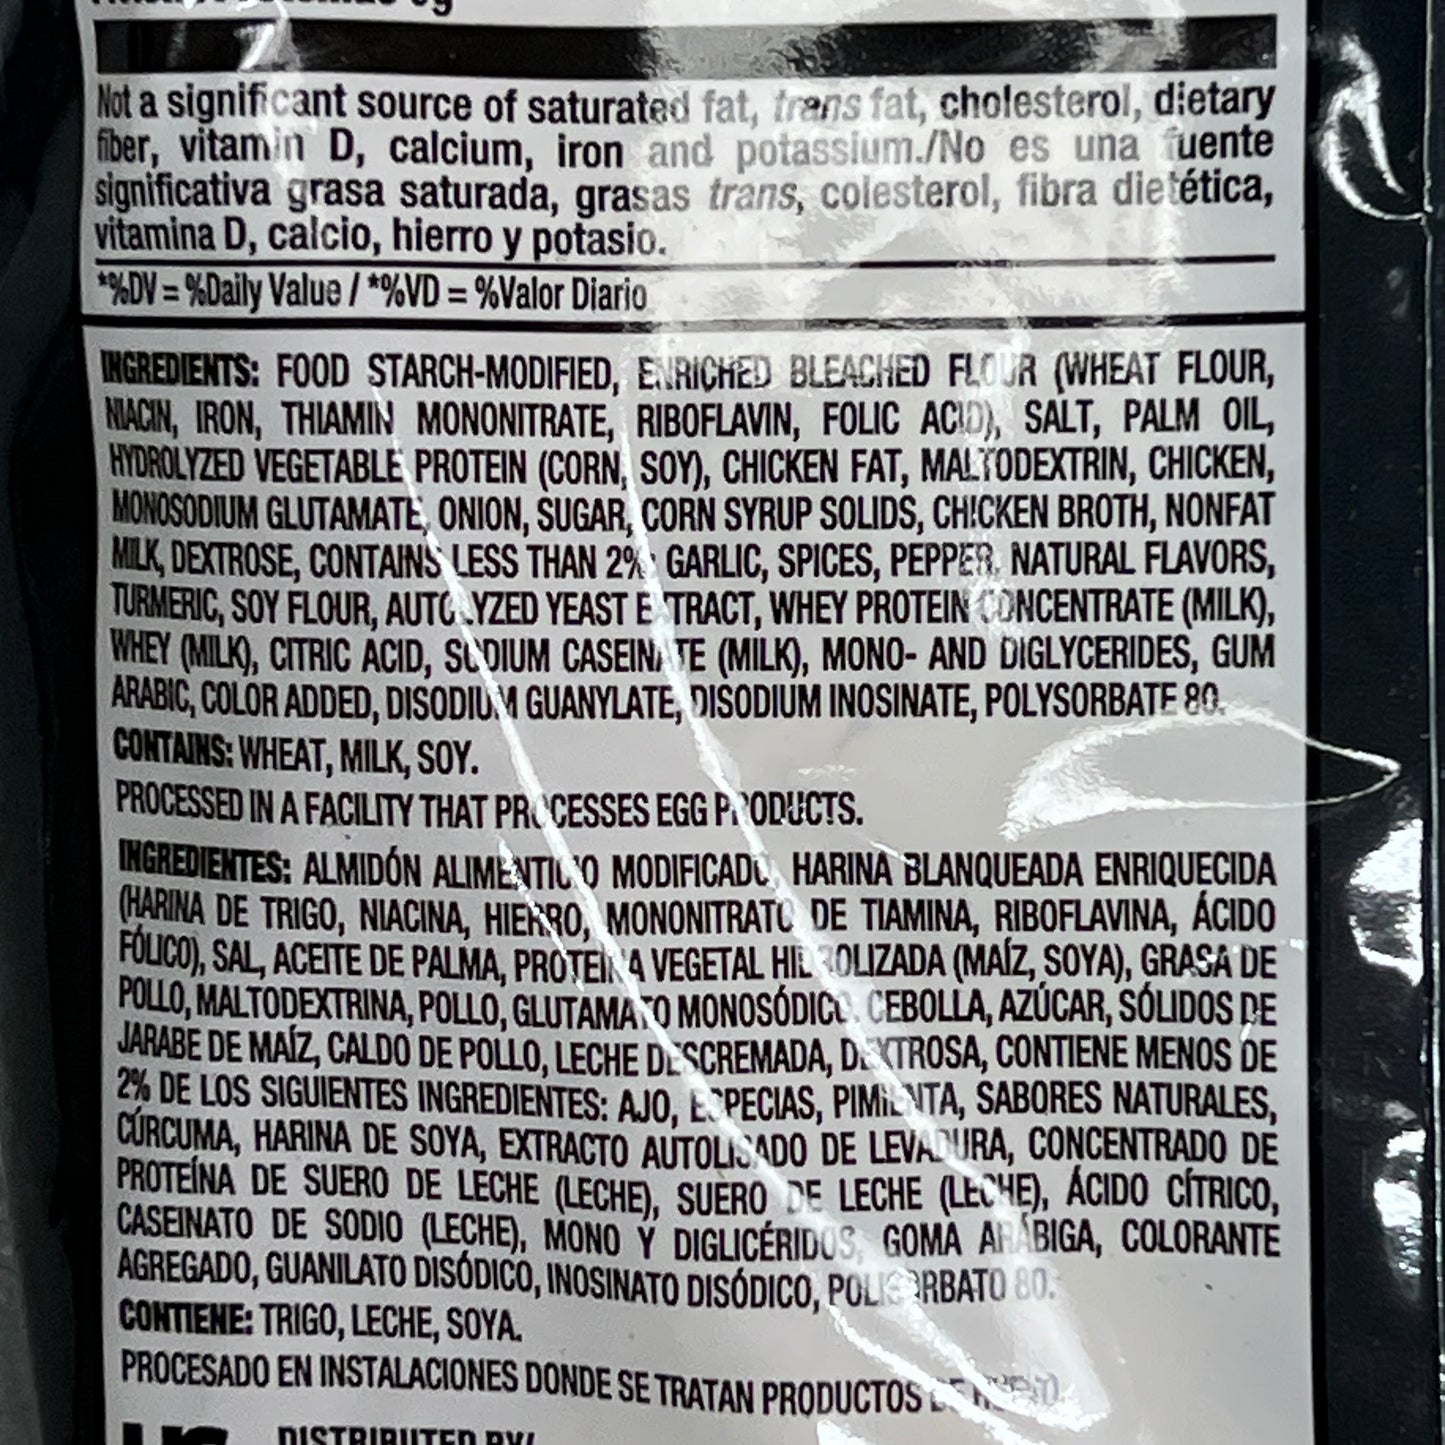 Not a significant source of saturated fat, trans fat, cholesterol, dietary
fiber, vitamin D, calcium, iron and potassium./No es una fuente
significativa grasa saturada, grasas trans, colesterol, fibra dietética,
vitamina D, calcio, hierro y potasio.
*%DV = %Daily Value / *%VD = %Valor Diario
INGREDIENTS: FOOD STARCH-MODIFIED, ENRICHED BLEACHED FLOUR (WHEAT FLOUR,
NIACIN, IRON, THIAMIN MONONITRATE, RIBOFLAVIN, FOLIC ACID), SALT, PALM OIL,
HYDROLYZED VEGETABLE PROTEIN (CORN, SOY), CHICKEN FAT, MALTODEXTRIN, CHICKEN,
MONOSODIUM GLUTAMATE, ONION, SUGAR, CORN SYRUP SOLIDS, CHICKEN BROTH, NONFAT
MILK, DEXTROSE, CONTAINS LESS THAN 2%: GARLIC, SPICES, PEPPER, NATURAL FLAVORS,
TURMERIC, SOY FLOUR, AUTOLYZED YEAST EXTRACT, WHEY PROTEIN CONCENTRATE (MILK),
WHEY (MILK), CITRIC ACID, SODIUM CASEINATE (MILK), MONO- AND DIGLYCERIDES, GUM
ARABIC, COLOR ADDED, DISODIUM GUANYLATE, DISODIUM INOSINATE, POLYSORBATE 80.
CONTAINS: WHEAT, MILK, SOY.
PROCESSED IN A FACILITY THAT PROCESSES EGG PRODUCTS.
INGREDIENTES: ALMIDÓN ALIMENTICIO MODIFICADO, HARINA BLANQUEADA ENRIQUECIDA
(HARINA DE TRIGO, NIACINA, HIERRO, MONONITRATO DE TIAMINA, RIBOFLAVINA, ÁCIDO
FÓLICO), SAL, ACEITE DE PALMA, PROTEINA VEGETAL HIDROLIZADA (MAÍZ, SOYA), GRASA DE
POLLO, MALTODEXTRINA, POLLO, GLUTAMATO MONOSÓDICO, CEBOLLA, AZÚCAR, SÓLIDOS DE
JARABE DE MAÍZ, CALDO DE POLLO, LECHE DESCREMADA, DEXTROSA, CONTIENE MENOS DE
2% DE LOS SIGUIENTES INGREDIENTES: AJO, ESPECIAS, PIMIENTA, SABORES NATURALES,
CÚRCUMA, HARINA DE SOYA, EXTRACTO AUTOLISADO DE LEVADURA, CONCENTRADO DE
PROTEÍNA DE SUERO DE LECHE (LECHE), SUERO DE LECHE (LECHE), ÁCIDO CÍTRICO,
CASEINATO DE SODIO (LECHE), MONO Y DIGLICÉRIDOS, GOMA ARÁBIGA, COLORANTE
AGREGADO, GUANILATO DISÓDICO, INOSINATO DISÓDICO, POLISORBATO 80.
CONTIENE: TRIGO, LECHE, SOYA.
PROCESADO EN INSTALACIONES DONDE SE TRATAN PRODUCTOS DE HUEVO.
DISTRIBUTED BY/